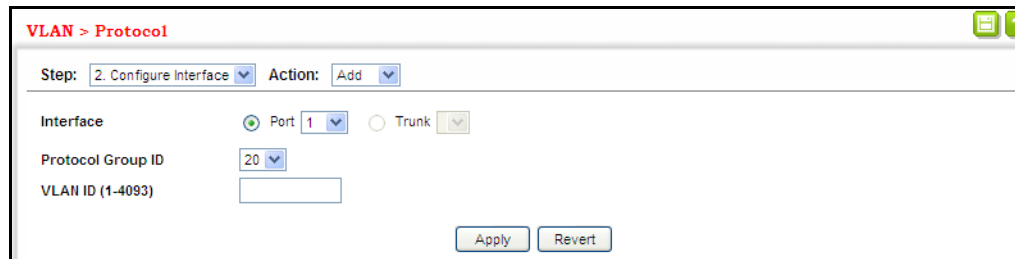 VLAN > Protocol
Step: 2. Configure Interface Action: Add
Interface Port 1 Trunk
Protocol Group ID 20
VLAN ID (1-4093)
Apply Revert